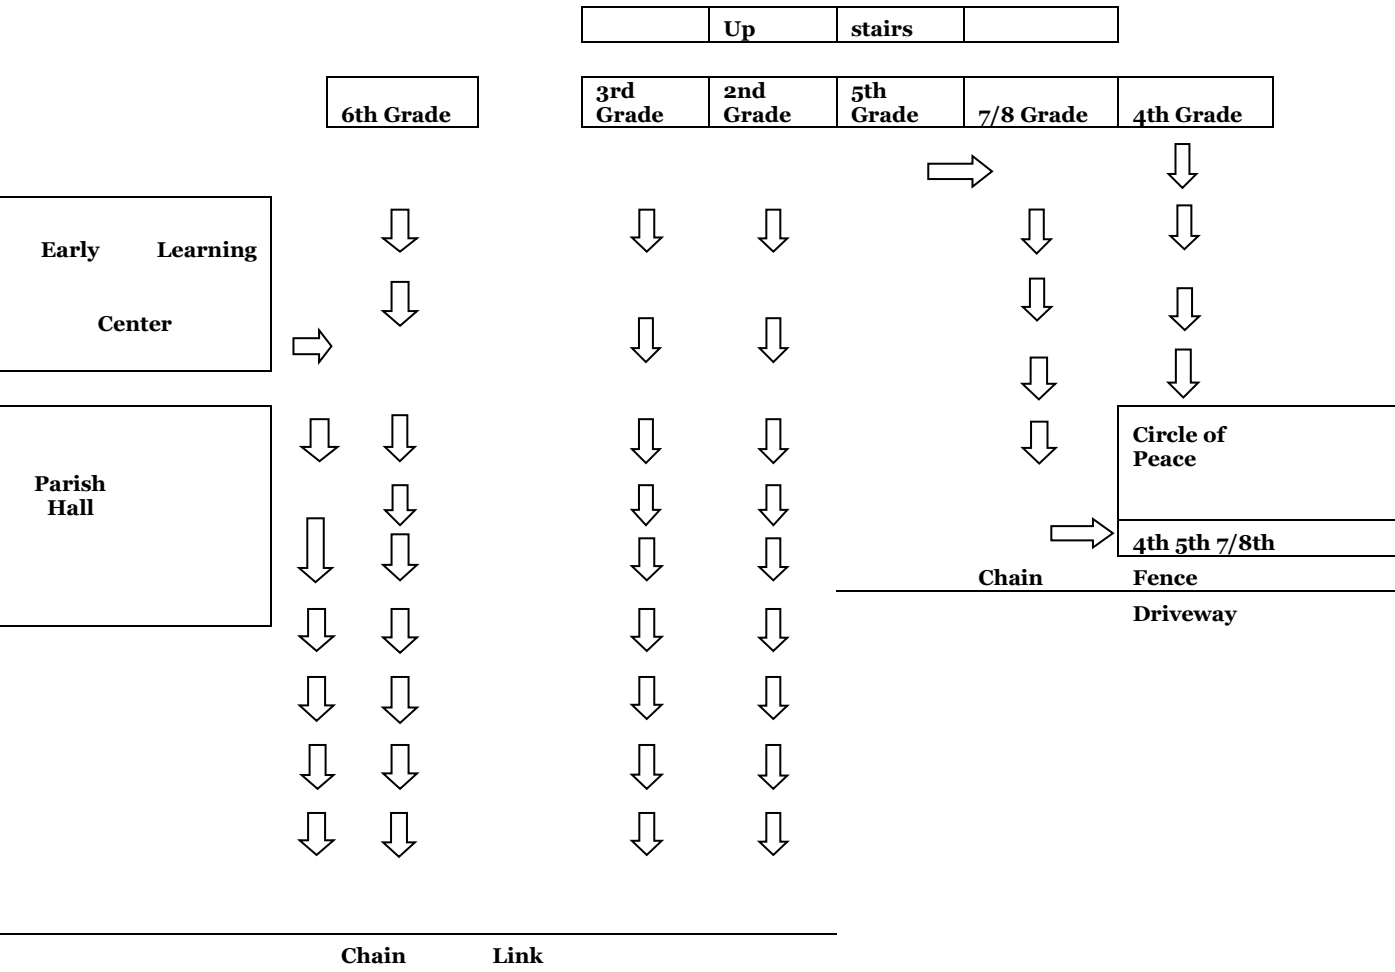 Up stairs
6th Grade
3rd
Grade
2nd
Grade
5th
Grade
7/8 Grade
4th Grade
Early Learning
Center
Parish
Hall
Circle of
Peace
4th 5th 7/8th
Chain Fence
Driveway
Chain Link